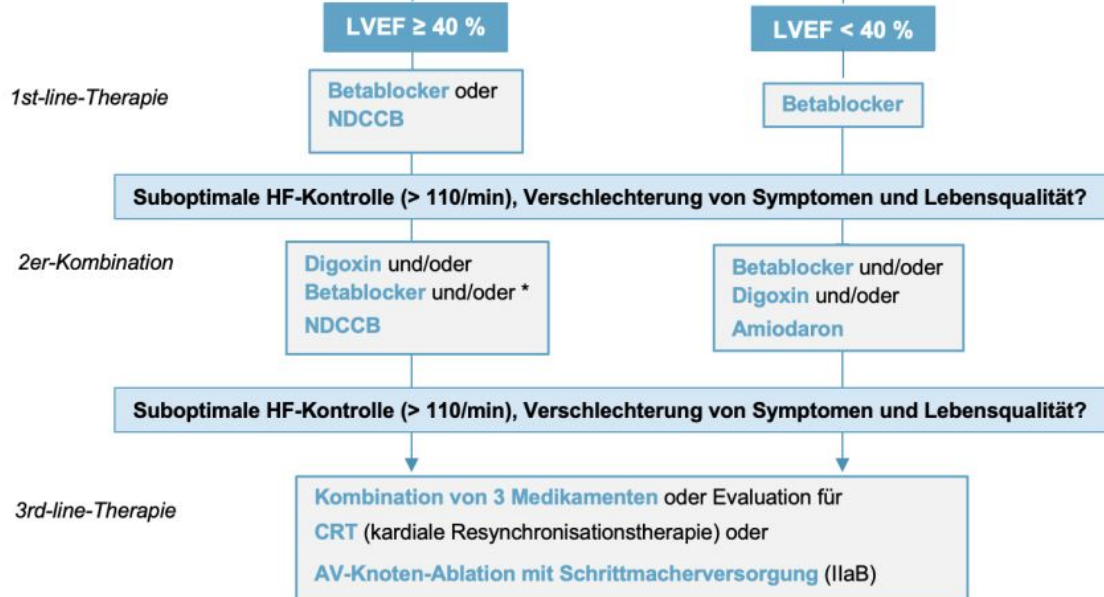 LVEF ≥ 40 %
LVEF < 40 %
1st-line-Therapie
Betablocker oder
NDCCB
Betablocker
Suboptimale HF-Kontrolle (> 110/min), Verschlechterung von Symptomen und Lebensqualität?
2er-Kombination
Digoxin und/oder
Betablocker und/oder *
NDCCB
Betablocker und/oder
Digoxin und/oder
Amiodaron
Suboptimale HF-Kontrolle (> 110/min), Verschlechterung von Symptomen und Lebensqualität?
3rd-line-Therapie
Kombination von 3 Medikamenten oder Evaluation für
CRT (kardiale Resynchronisationstherapie) oder
AV-Knoten-Ablation mit Schrittmacherversorgung (IIaB)